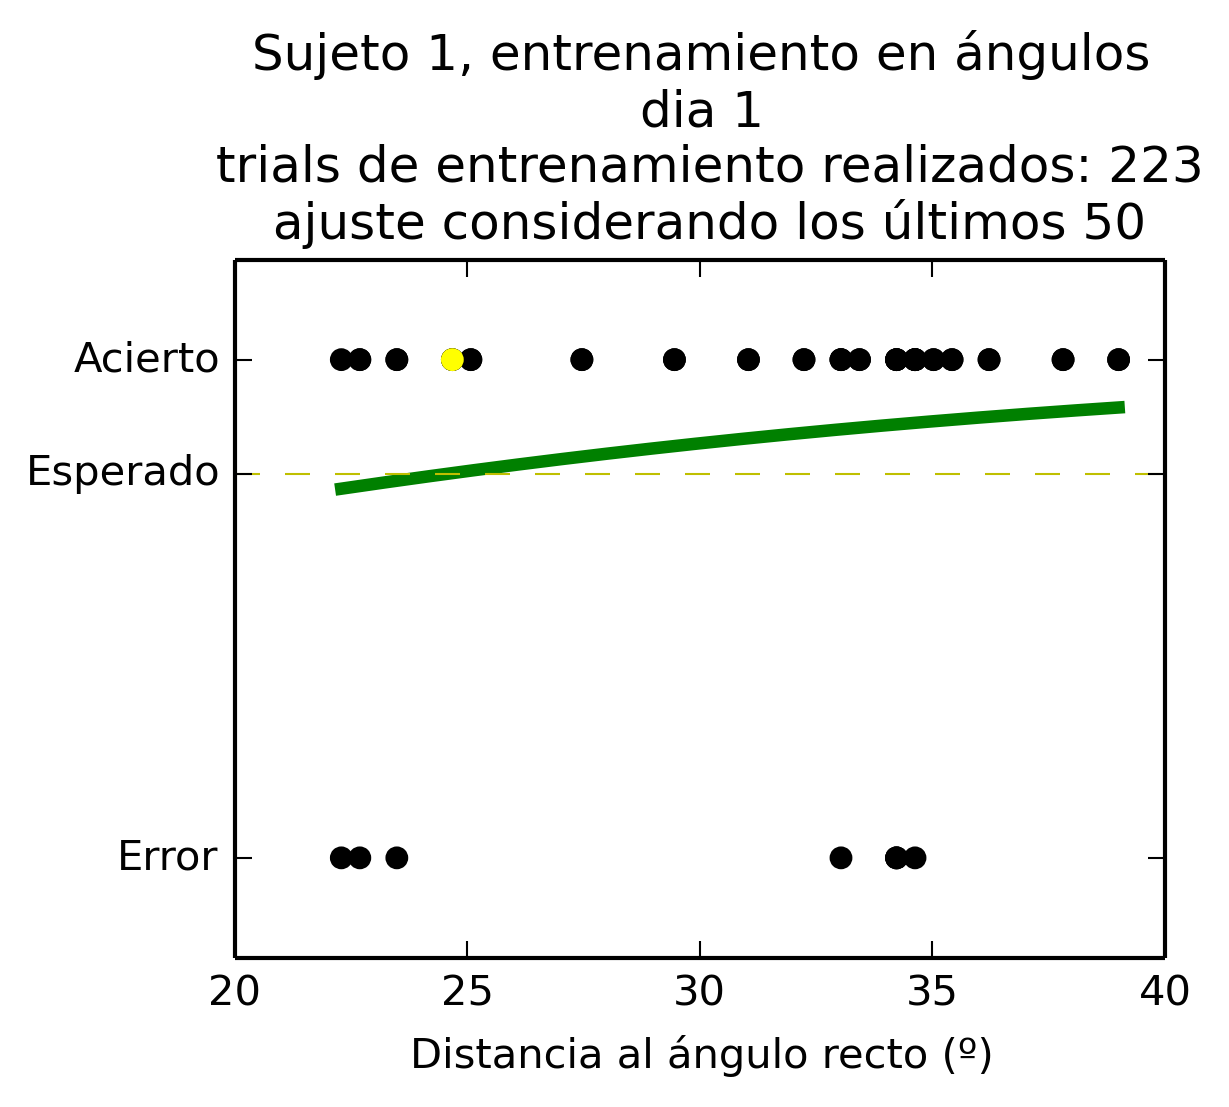 Sujeto 1, entrenamiento en ángulos
dia 1
trials de entrenamiento realizados: 223
ajuste considerando los últimos 50
Acierto
Esperado
Error
20 25 30 35 40
Distancia al ángulo recto (º)